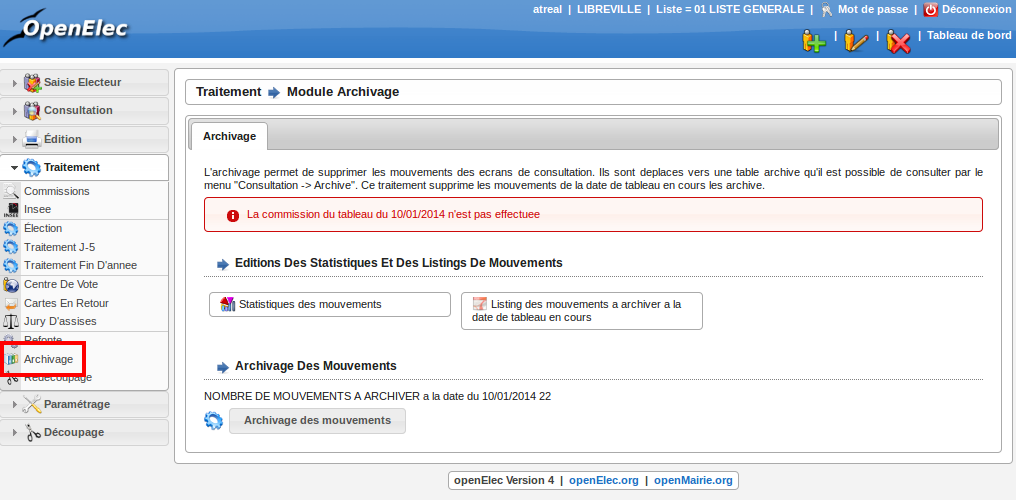 OpenElec
atreal | LIBREVILLE | Liste = 01 LISTE GENERALE | Mot de passe | Déconnexion
| | | Tableau de bord
Saisie Electeur
Consultation
Édition
Traitement
Commissions
Insee
Élection
Traitement J-5
Traitement Fin D'annee
Centre De Vote
Cartes En Retour
Jury D'assises
Refonte
Archivage
Redécoupage
Paramétrage
Découpage
Traitement Module Archivage
Archivage
L'archivage permet de supprimer les mouvements des ecrans de consultation. Ils sont deplaces vers une table archive qu'il est possible de consulter par le
menu "Consultation -> Archive". Ce traitement supprime les mouvements de la date de tableau en cours les archive.
La commission du tableau du 10/01/2014 n'est pas effectuee
Editions Des Statistiques Et Des Listings De Mouvements
Statistiques des mouvements
Listing des mouvements a archiver a la
date de tableau en cours
Archivage Des Mouvements
NOMBRE DE MOUVEMENTS A ARCHIVER a la date du 10/01/2014 22
Archivage des mouvements
openElec Version 4 | openElec.org | openMairie.org